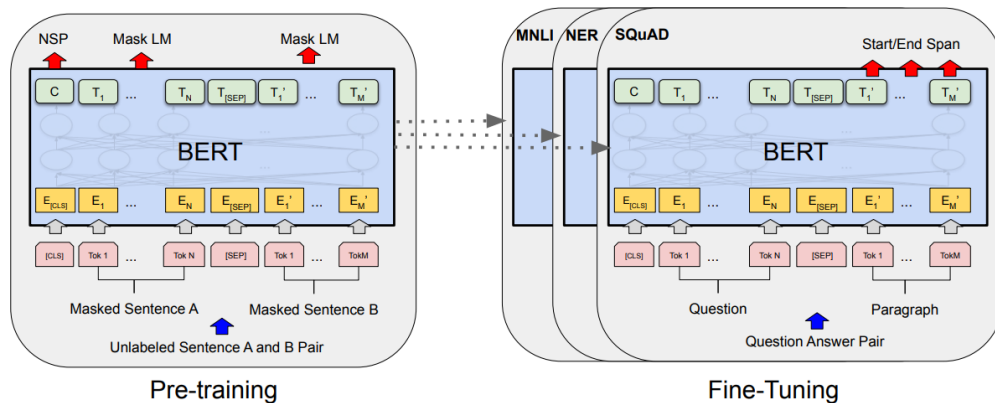 NSP Mask LM Mask LM
C T1 ... TN T[SEP] T1' ... TM'
BERT
E[CLS] E1 ... EN E[SEP] E1' ... EM'
[CLS] Tok 1 ... Tok N [SEP] Tok 1 ... TokM
Masked Sentence A Masked Sentence B
Unlabeled Sentence A and B Pair
Pre-training
MNLI NER SQuAD
Start/End Span
C T1 ... TN T[SEP] T1' ... TM'
BERT
E[CLS] E1 ... EN E[SEP] E1' ... EM'
[CLS] Tok 1 ... Tok N [SEP] Tok 1 ... TokM
Question Paragraph
Question Answer Pair
Fine-Tuning